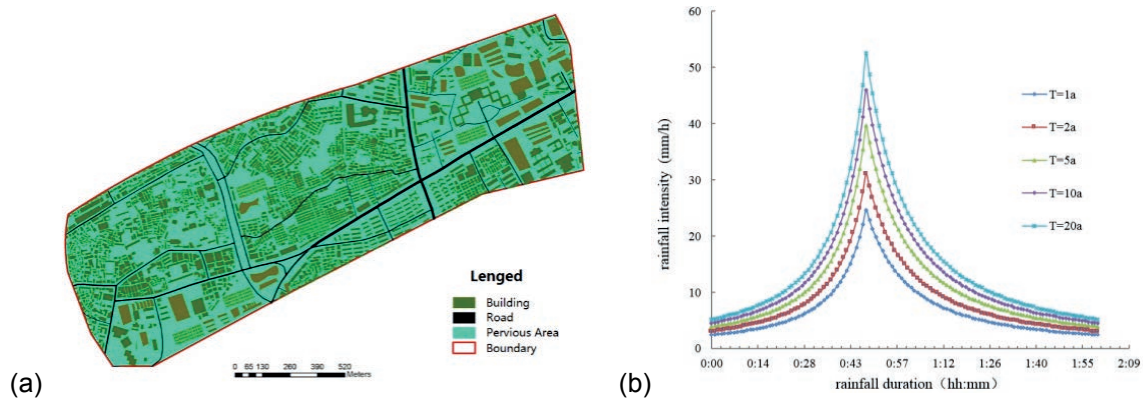 Lenged
Building
Road
Pervious Area
Boundary
0 65 130 260 390 520
Meters
(a)
60
50
40
30
20
10
0
rainfall intensity (mm/h)
T=1a
T=2a
T=5a
T=10a
T=20a
0:00 0:14 0:28 0:43 0:57 1:12 1:26 1:40 1:55 2:09
rainfall duration（hh:mm）
(b)